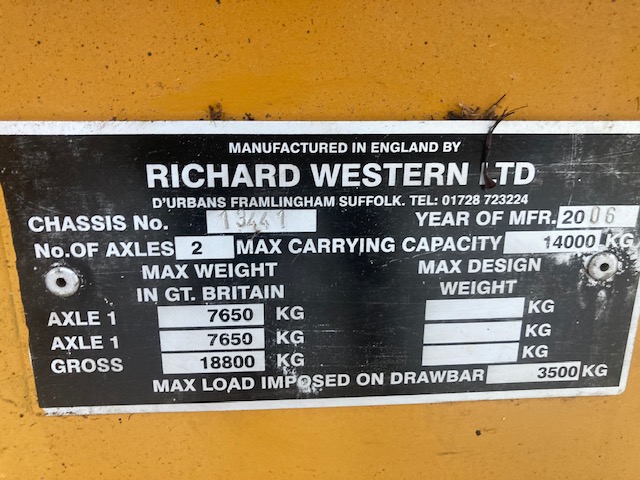 MANUFACTURED IN ENGLAND BY
RICHARD WESTERN LTD
D'URBANS FRAMLINGHAM SUFFOLK. TEL: 01728 723224
CHASSIS No. 13441 YEAR OF MFR. 2006
No. OF AXLES 2 MAX CARRYING CAPACITY 14000 KG
MAX WEIGHT IN GT. BRITAIN
MAX DESIGN WEIGHT
AXLE 1 7650 KG KG
AXLE 1 7650 KG KG
GROSS 18800 KG
MAX LOAD IMPOSED ON DRAWBAR 3500 KG